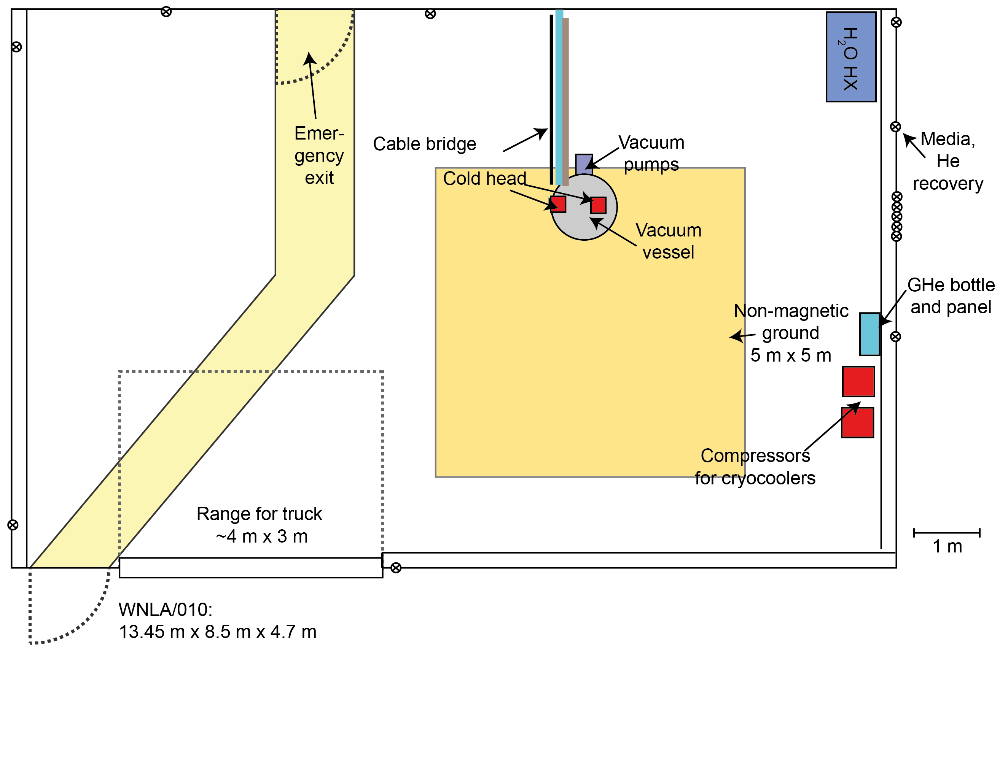 H₂O HX
Emer-
gency
exit
Cable bridge
Vacuum
pumps
Media,
He
recovery
Cold head
Vacuum
vessel
GHe bottle
and panel
Non-magnetic
ground
5 m x 5 m
Compressors
for cryocoolers
Range for truck
~4 m x 3 m
1 m
WNLA/010:
13.45 m x 8.5 m x 4.7 m